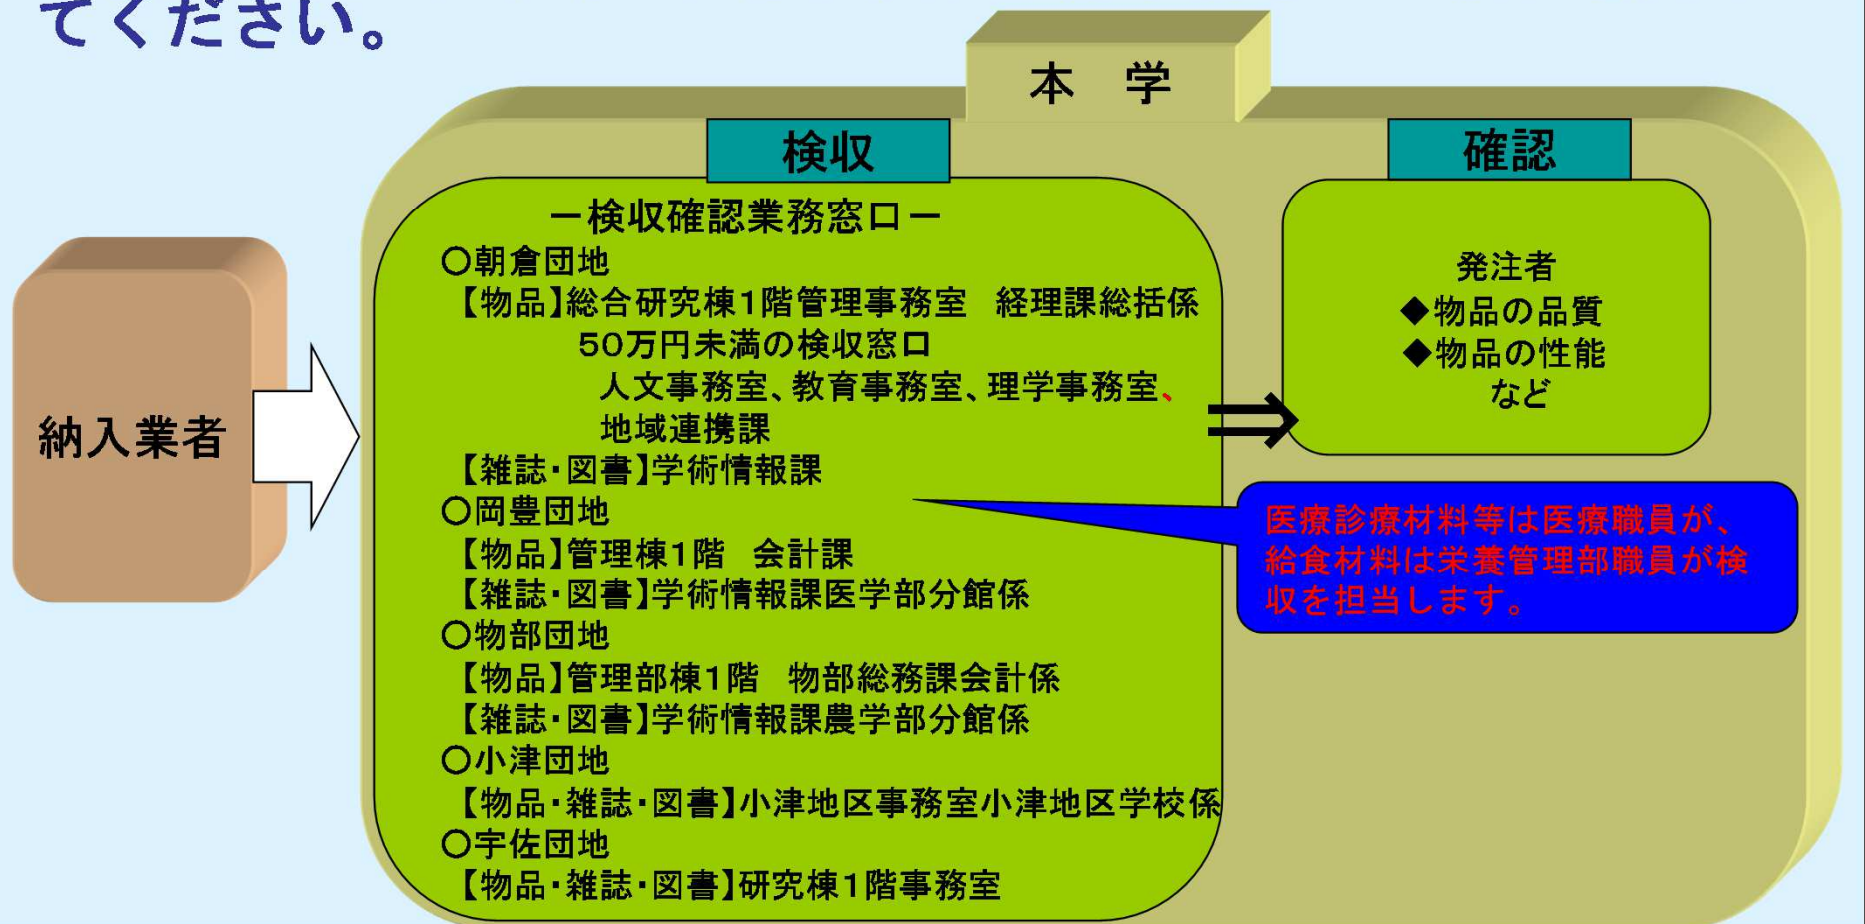 てください。
本　学
検収
確認
納入業者
ー検収確認業務窓口ー
○朝倉団地
【物品】総合研究棟1階管理事務室　経理課総括係
50万円未満の検収窓口
人文事務室、教育事務室、理学事務室、
地域連携課
【雑誌・図書】学術情報課
○岡豊団地
【物品】管理棟1階　会計課
【雑誌・図書】学術情報課医学部分館係
○物部団地
【物品】管理部棟1階　物部総務課会計係
【雑誌・図書】学術情報課農学部分館係
○小津団地
【物品・雑誌・図書】小津地区事務室小津地区学校係
○宇佐団地
【物品・雑誌・図書】研究棟1階事務室
⇒
発注者
◆物品の品質
◆物品の性能
など
医療診療材料等は医療職員が、
給食材料は栄養管理部職員が検
収を担当します。